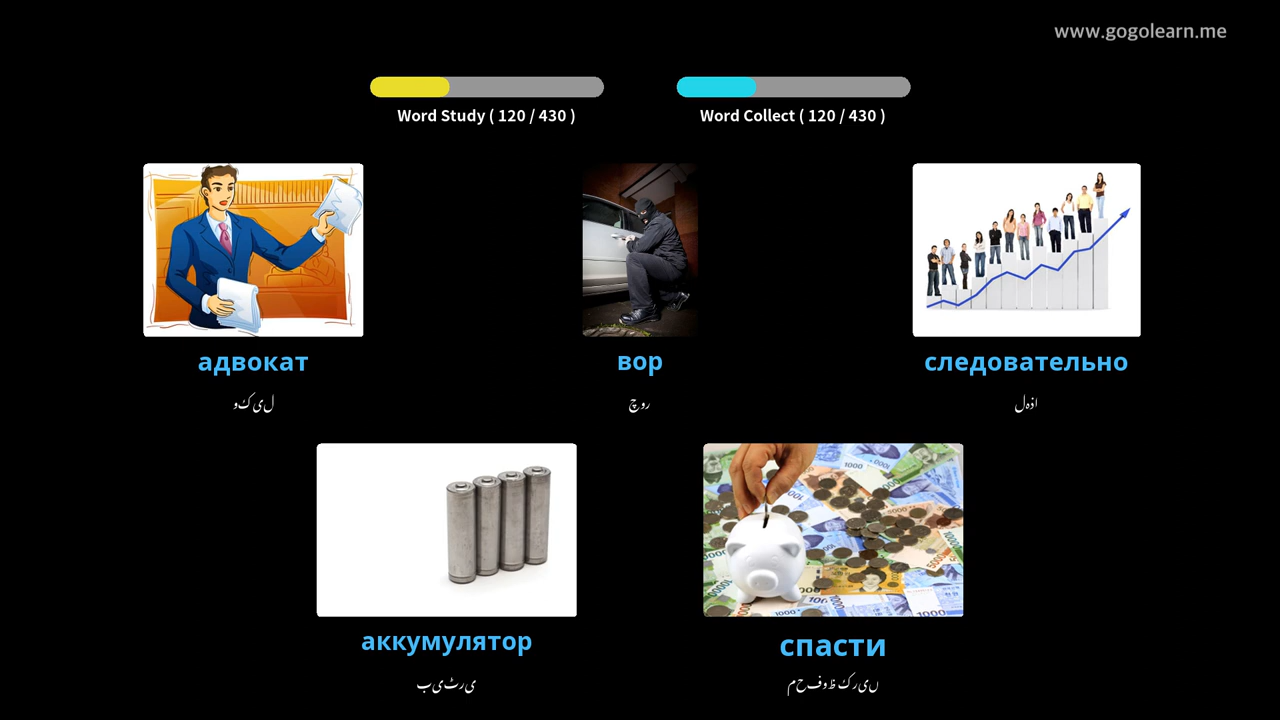 www.gogolearn.me
Word Study ( 120 / 430 )
Word Collect ( 120 / 430 )
адвокат
вор
следовательно
وکیل
چور
لہذا
аккумулятор
спасти
بیٹری
محفوظ کریں